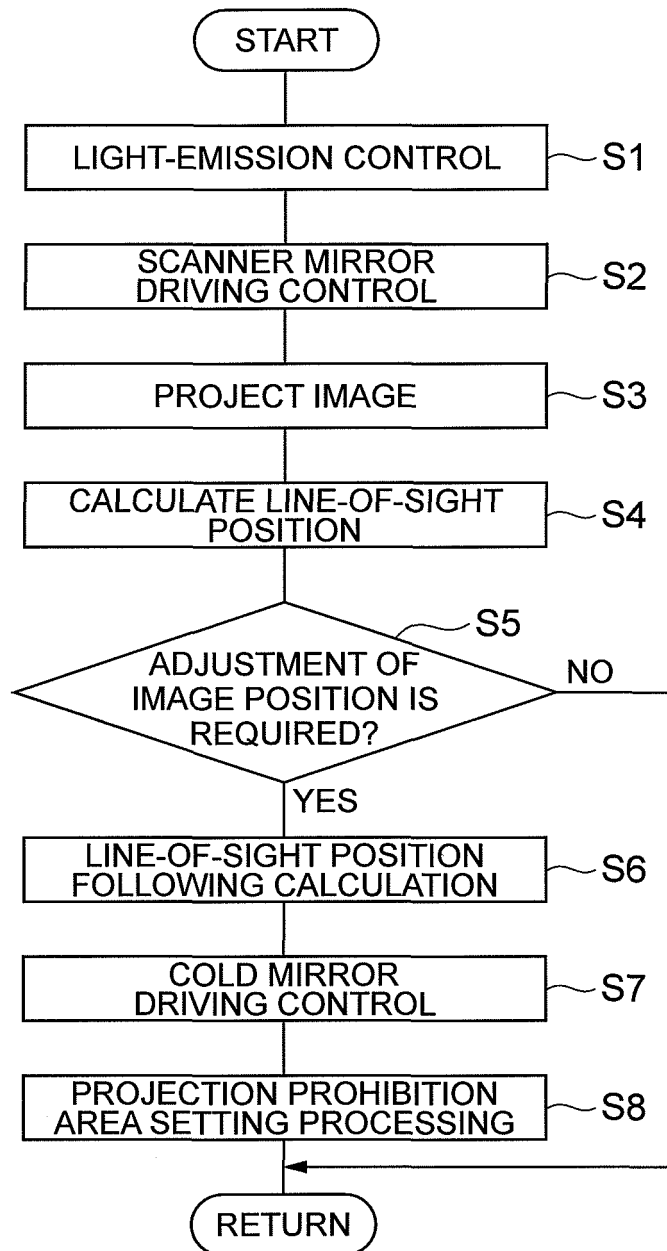 START
LIGHT-EMISSION CONTROL
S1
SCANNER MIRROR
DRIVING CONTROL
S2
PROJECT IMAGE
S3
CALCULATE LINE-OF-SIGHT
POSITION
S4
S5
ADJUSTMENT OF
IMAGE POSITION IS
REQUIRED?
NO
YES
LINE-OF-SIGHT POSITION
FOLLOWING CALCULATION
S6
COLD MIRROR
DRIVING CONTROL
S7
PROJECTION PROHIBITION
AREA SETTING PROCESSING
S8
RETURN